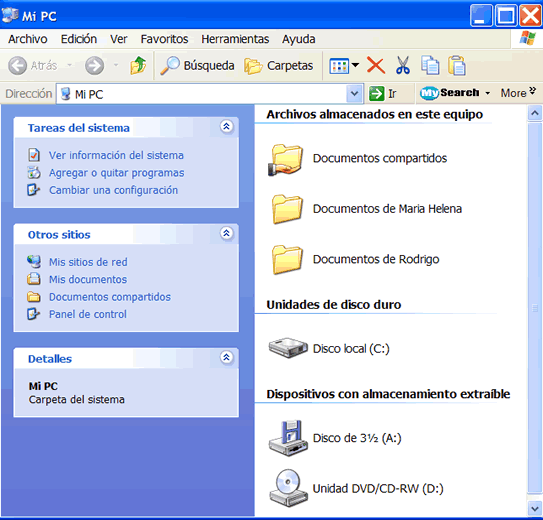 Mi PC
Archivo Edición Ver Favoritos Herramientas Ayuda
Atrás Búsqueda Carpetas
Dirección Mi PC Ir My Search More
Tareas del sistema
Ver información del sistema
Agregar o quitar programas
Cambiar una configuración
Otros sitios
Mis sitios de red
Mis documentos
Documentos compartidos
Panel de control
Detalles
Mi PC
Carpeta del sistema
Archivos almacenados en este equipo
Documentos compartidos
Documentos de Maria Helena
Documentos de Rodrigo
Unidades de disco duro
Disco local (C:)
Dispositivos con almacenamiento extraíble
Disco de 3½ (A:)
Unidad DVD/CD-RW (D:)